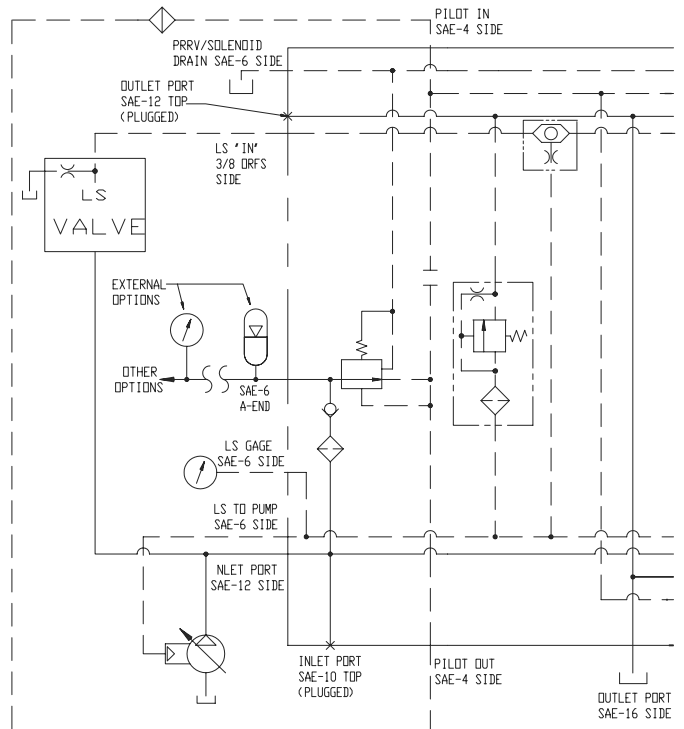 PILOT IN
SAE-4 SIDE
PRRV/SOLENOID
DRAIN SAE-6 SIDE
OUTLET PORT
SAE-12 TOP
(PLUGGED)
LS 'IN'
3/8 ORFS
SIDE
LS
VALVE
EXTERNAL
OPTIONS
OTHER
OPTIONS
SAE-6
A-END
LS GAGE
SAE-6 SIDE
LS TO PUMP
SAE-6 SIDE
NLET PORT
SAE-12 SIDE
INLET PORT
SAE-10 TOP
(PLUGGED)
PILOT OUT
SAE-4 SIDE
OUTLET PORT
SAE-16 SIDE